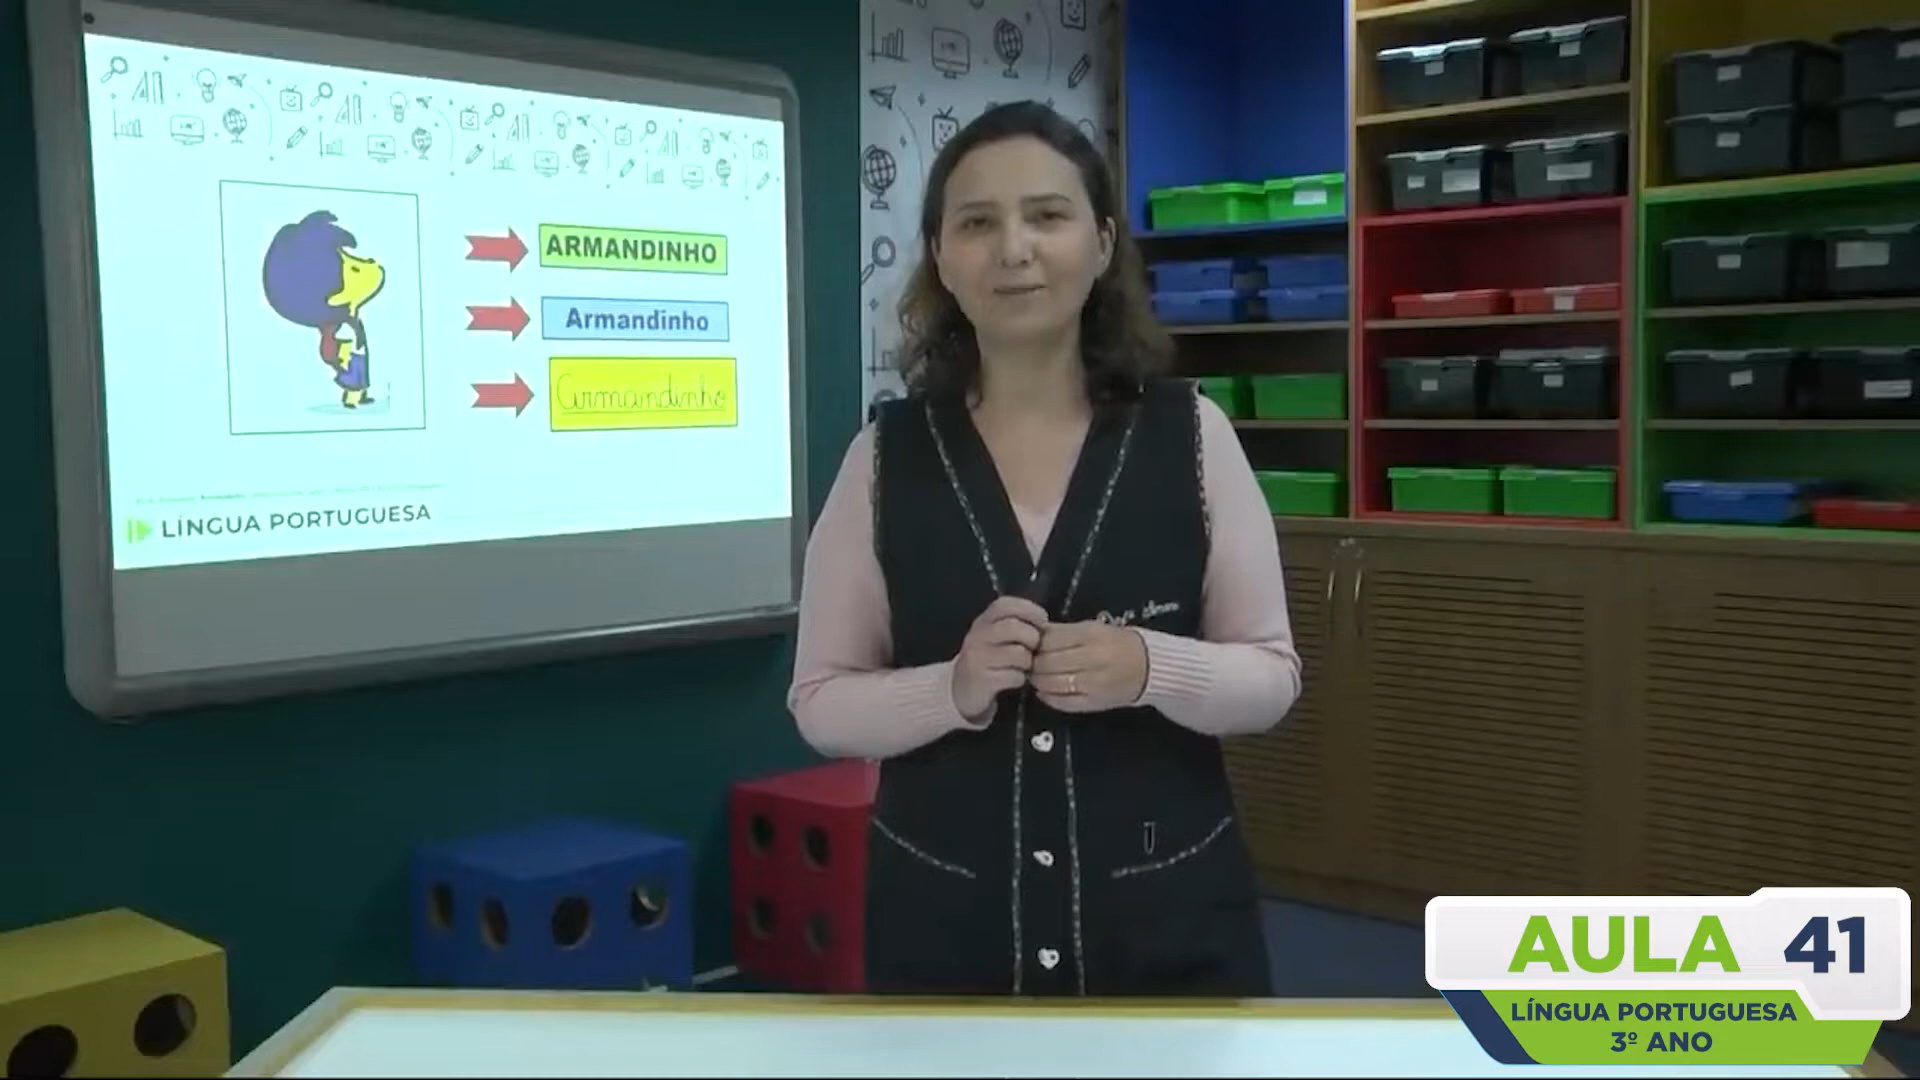 ARMANDINHO
Armandinho
Armandinho
LÍNGUA PORTUGUESA
AULA 41
LÍNGUA PORTUGUESA
3º ANO